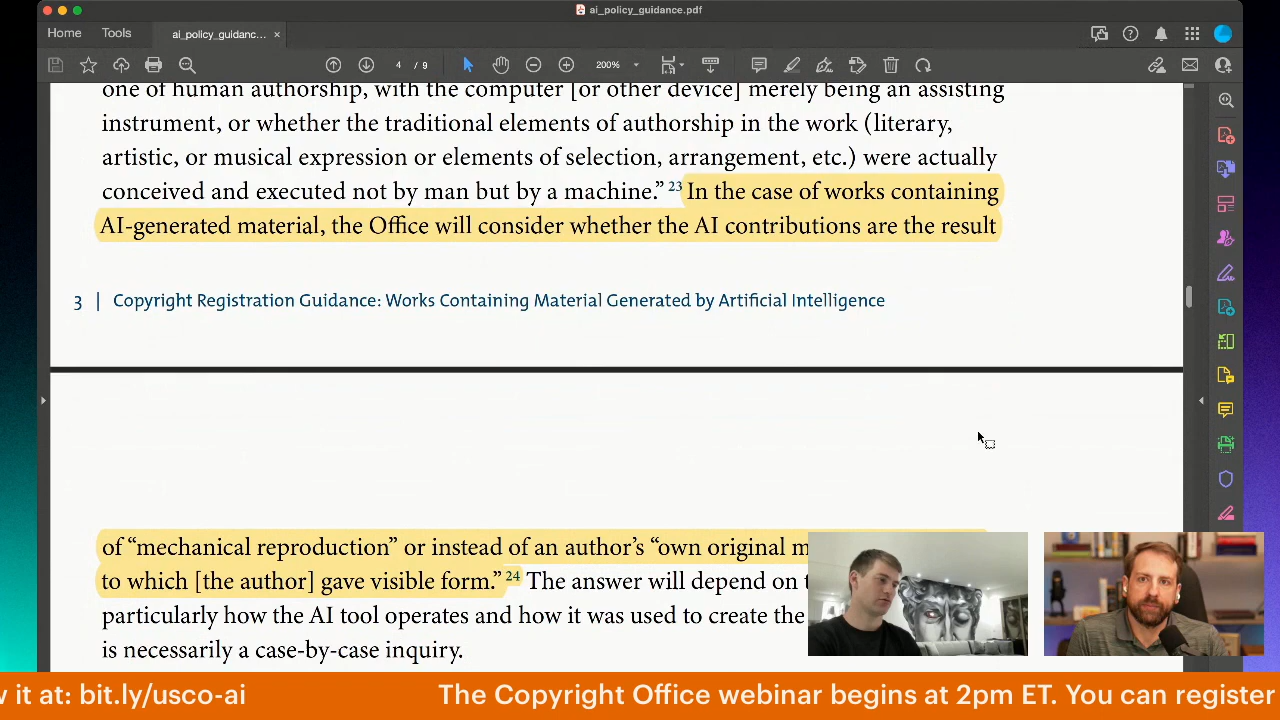 ai_policy_guidance.pdf
Home
Tools
ai_policy_guidanc...
4 / 9
200%
one of human authorship, with the computer [or other device] merely being an assisting
instrument, or whether the traditional elements of authorship in the work (literary,
artistic, or musical expression or elements of selection, arrangement, etc.) were actually
conceived and executed not by man but by a machine.” 23 In the case of works containing
AI-generated material, the Office will consider whether the AI contributions are the result
3 | Copyright Registration Guidance: Works Containing Material Generated by Artificial Intelligence
of “mechanical reproduction” or instead of an author’s “own original m
to which [the author] gave visible form.” 24 The answer will depend on t
particularly how the AI tool operates and how it was used to create the
is necessarily a case-by-case inquiry.
w it at: bit.ly/usco-ai
The Copyright Office webinar begins at 2pm ET. You can register